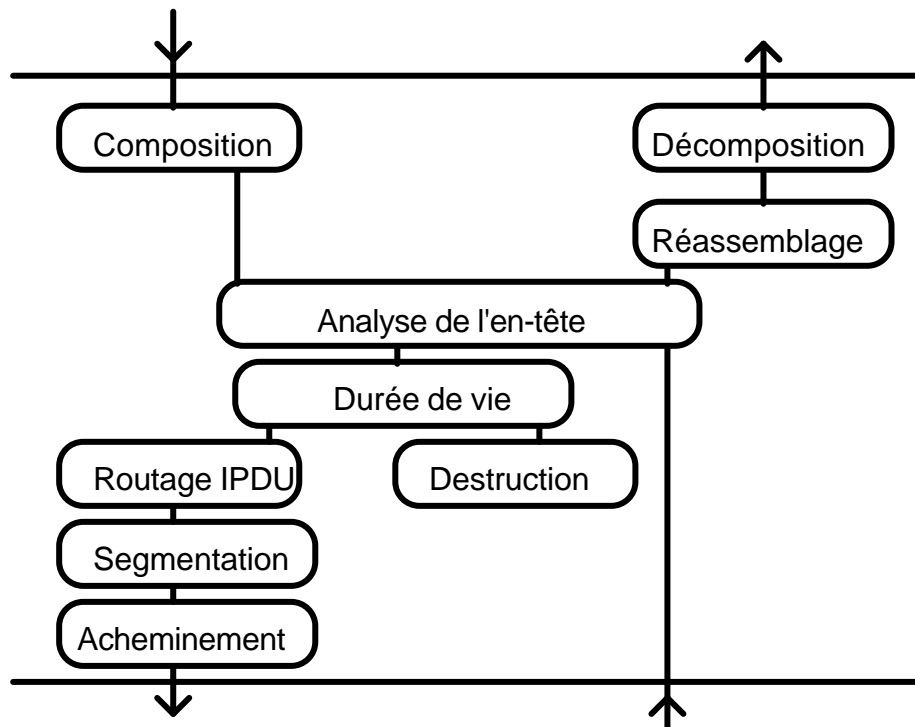 Composition
Décomposition
Réassemblage
Analyse de l'en-tête
Durée de vie
Routage IPDU
Destruction
Segmentation
Acheminement